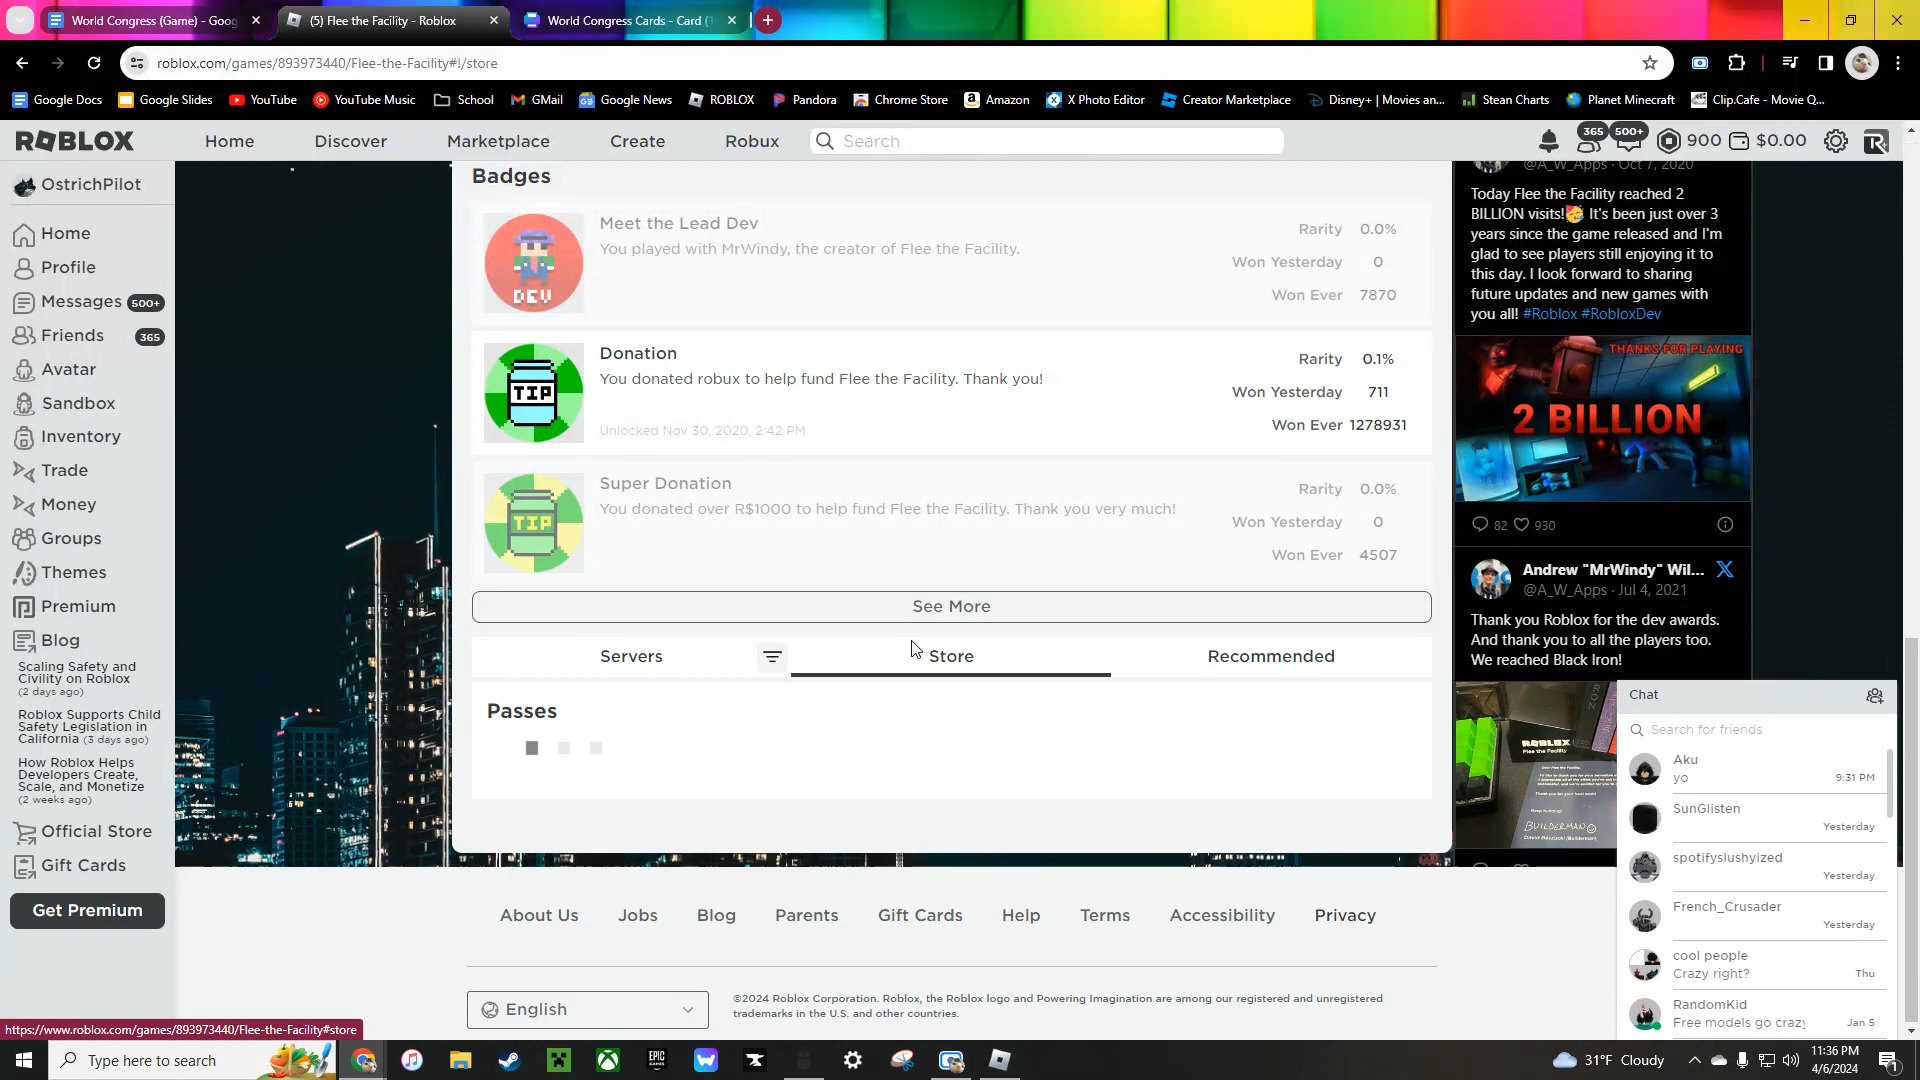 World Congress (Game) - Goog
(5) Flee the Facility - Roblox
World Congress Cards - Card (1
roblox.com/games/893973440/Flee-the-Facility#!/store
Google Docs
Google Slides
YouTube
YouTube Music
School
GMail
Google News
ROBLOX
Pandora
Chrome Store
Amazon
X Photo Editor
Creator Marketplace
Disney+ | Movies an...
Stean Charts
Planet Minecraft
Clip.Cafe - Movie Q...
ROBLOX
Home
Discover
Marketplace
Create
Robux
Search
365
500+
900
$0.00
OstrichPilot
Home
Profile
Messages 500+
Friends 365
Avatar
Sandbox
Inventory
Trade
Money
Groups
Themes
Premium
Blog
Scaling Safety and
Civility on Roblox
(2 days ago)
Roblox Supports Child
Safety Legislation in
California (3 days ago)
How Roblox Helps
Developers Create,
Scale, and Monetize
(2 weeks ago)
Official Store
Gift Cards
Get Premium
Badges
DEV
Meet the Lead Dev
You played with MrWindy, the creator of Flee the Facility.
Rarity 0.0%
Won Yesterday 0
Won Ever 7870
TIP
Donation
You donated robux to help fund Flee the Facility. Thank you!
Unlocked Nov 30, 2020, 2:42 PM
Rarity 0.1%
Won Yesterday 711
Won Ever 1278931
TIP
Super Donation
You donated over R$1000 to help fund Flee the Facility. Thank you very much!
Rarity 0.0%
Won Yesterday 0
Won Ever 4507
See More
Servers
Store
Recommended
Passes
@A_W_Apps · Oct 7, 2020
Today Flee the Facility reached 2
BILLION visits!🥳 It's been just over 3
years since the game released and I'm
glad to see players still enjoying it to
this day. I look forward to sharing
future updates and new games with
you all! #Roblox #RobloxDev
THANKS FOR PLAYING
2 BILLION
82 930
Andrew "MrWindy" Wil...
@A_W_Apps · Jul 4, 2021
Thank you Roblox for the dev awards.
And thank you to all the players too.
We reached Black Iron!
ROBLOX
Flee the Facility
BUILDERMAN
Chat
Search for friends
Aku
yo
9:31 PM
SunGlisten
Yesterday
spotifyslushyized
Yesterday
French_Crusader
Yesterday
cool people
Crazy right?
Thu
RandomKid
Free models go crazy
Jan 5
About Us
Jobs
Blog
Parents
Gift Cards
Help
Terms
Accessibility
Privacy
English
©2024 Roblox Corporation. Roblox, the Roblox logo and Powering Imagination are among our registered and unregistered
trademarks in the U.S. and other countries.
https://www.roblox.com/games/893973440/Flee-the-Facility#store
Type here to search
EPIC
GAMES
31°F Cloudy
11:36 PM
4/6/2024
1